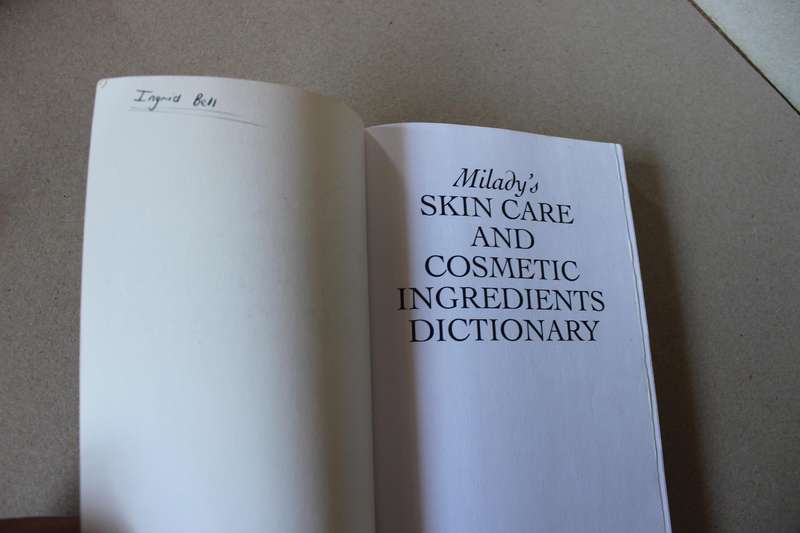 Ingrid Bell
Milady's
SKIN CARE
AND
COSMETIC
INGREDIENTS
DICTIONARY